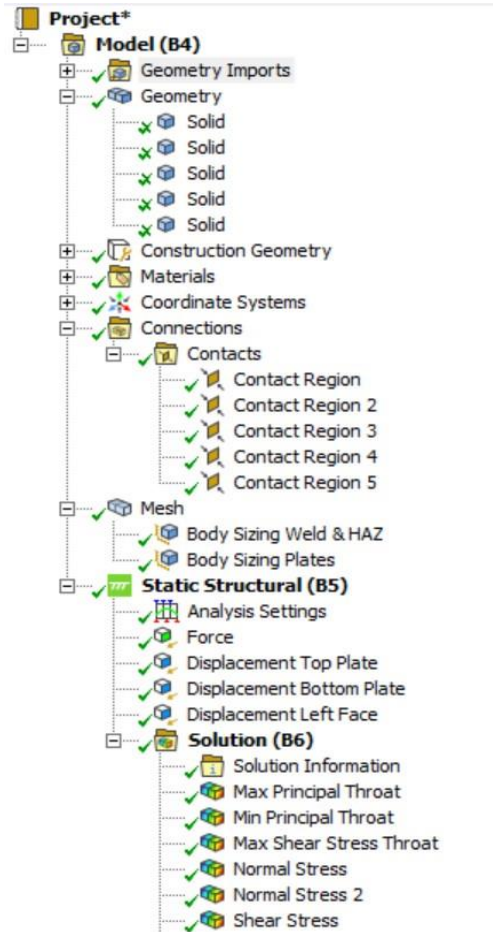 Project*
Model (B4)
Geometry Imports
Geometry
Solid
Solid
Solid
Solid
Solid
Construction Geometry
Materials
Coordinate Systems
Connections
Contacts
Contact Region
Contact Region 2
Contact Region 3
Contact Region 4
Contact Region 5
Mesh
Body Sizing Weld & HAZ
Body Sizing Plates
Static Structural (B5)
Analysis Settings
Force
Displacement Top Plate
Displacement Bottom Plate
Displacement Left Face
Solution (B6)
Solution Information
Max Principal Throat
Min Principal Throat
Max Shear Stress Throat
Normal Stress
Normal Stress 2
Shear Stress